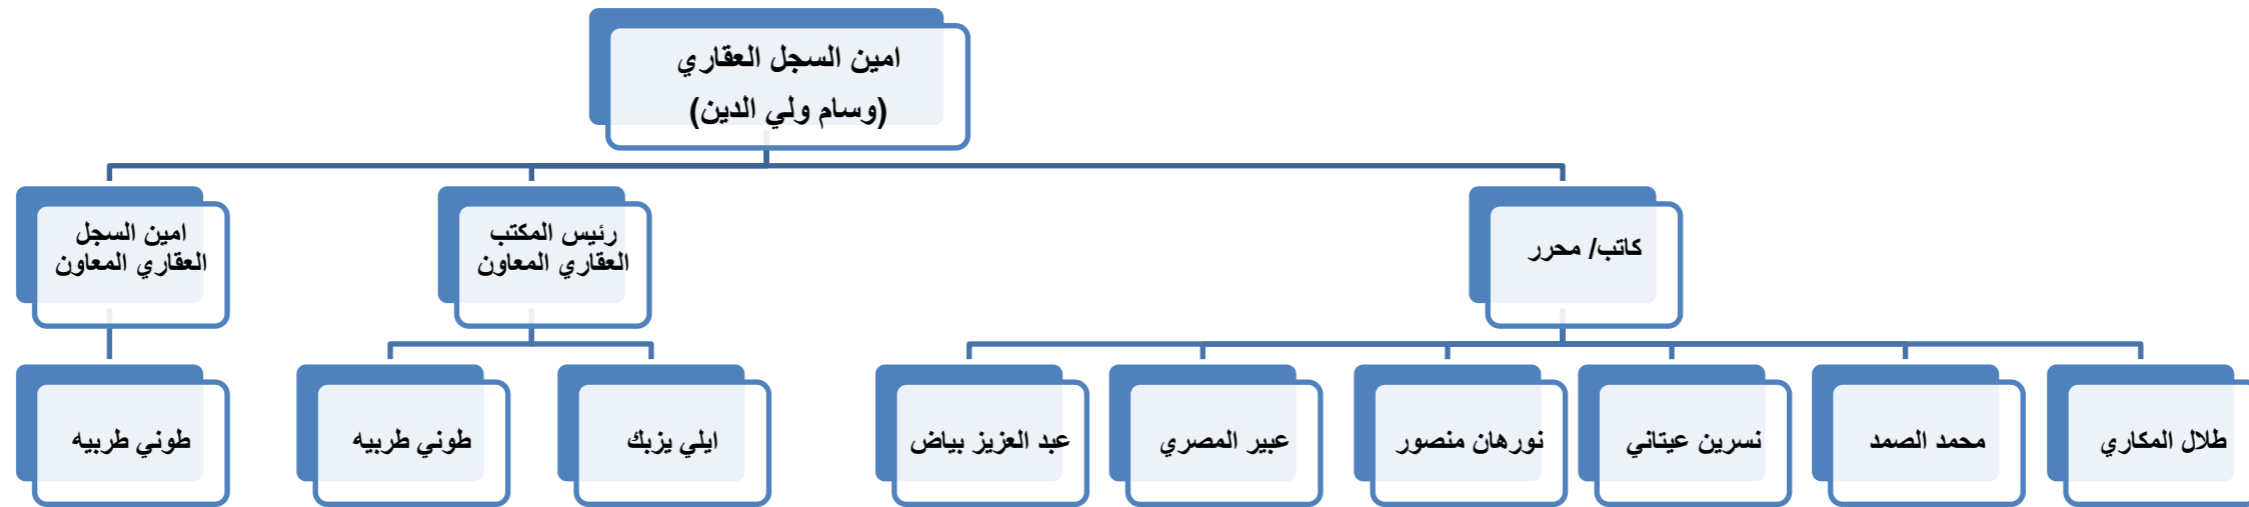 امين السجل العقاري
(وسام ولي الدين)
كاتب/ محرر
رئيس المكتب
العقاري المعاون
امين السجل
العقاري المعاون
طلال المكاري
محمد الصمد
نسرين عيتاني
نورهان منصور
عبير المصري
عبد العزيز بياض
ايلي يزبك
طوني طربيه
طوني طربيه